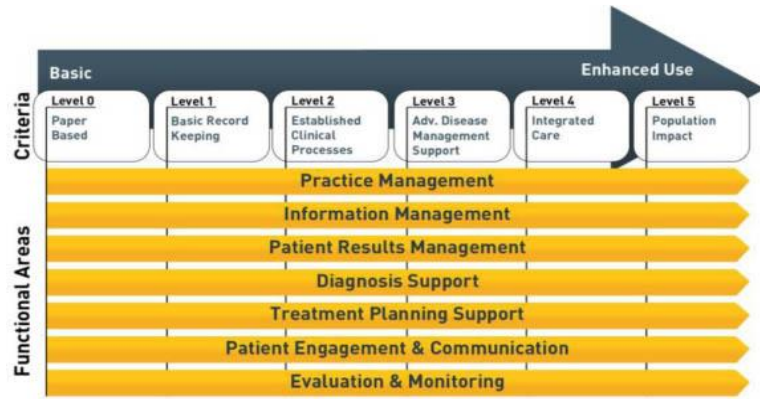 Basic
Enhanced Use
Criteria
Level 0
Paper
Based
Level 1
Basic Record
Keeping
Level 2
Established
Clinical
Processes
Level 3
Adv. Disease
Management
Support
Level 4
Integrated
Care
Level 5
Population
Impact
Functional Areas
Practice Management
Information Management
Patient Results Management
Diagnosis Support
Treatment Planning Support
Patient Engagement & Communication
Evaluation & Monitoring